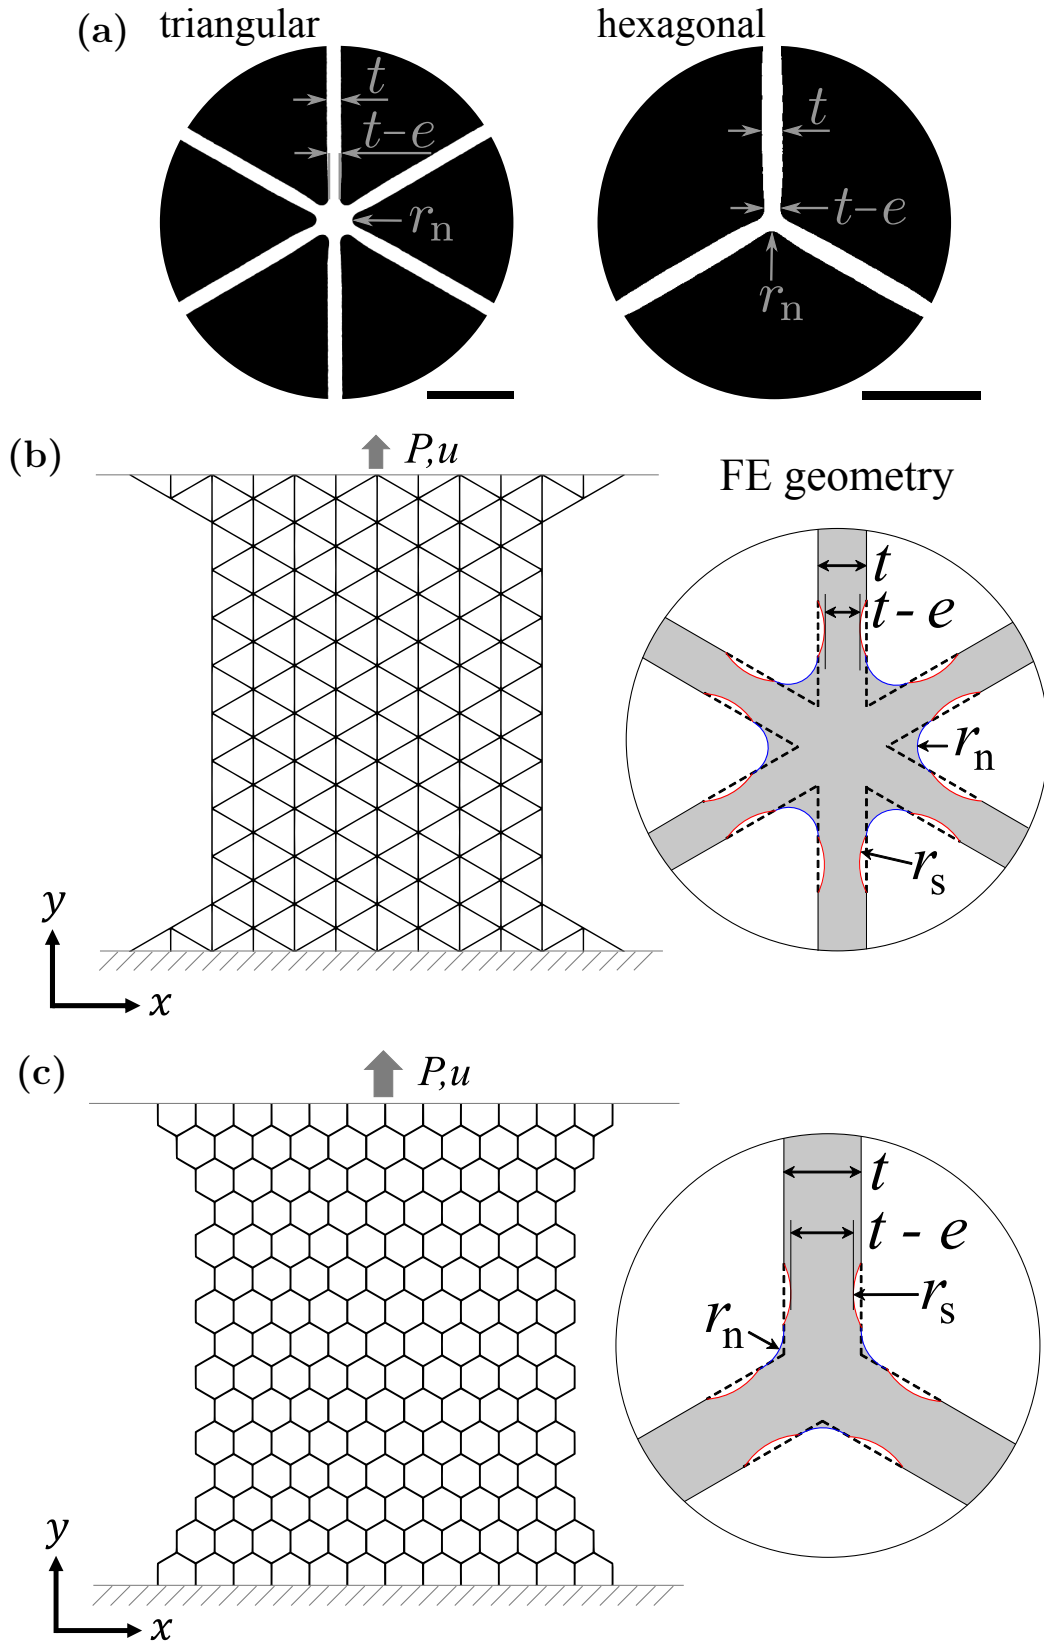 (a) triangular hexagonal
t
t
t-e
t-e
r_n
r_n
(b) P,u
FE geometry
t
t - e
r_n
r_s
y
x
(c) P,u
t
t - e
r_s
r_n
y
x